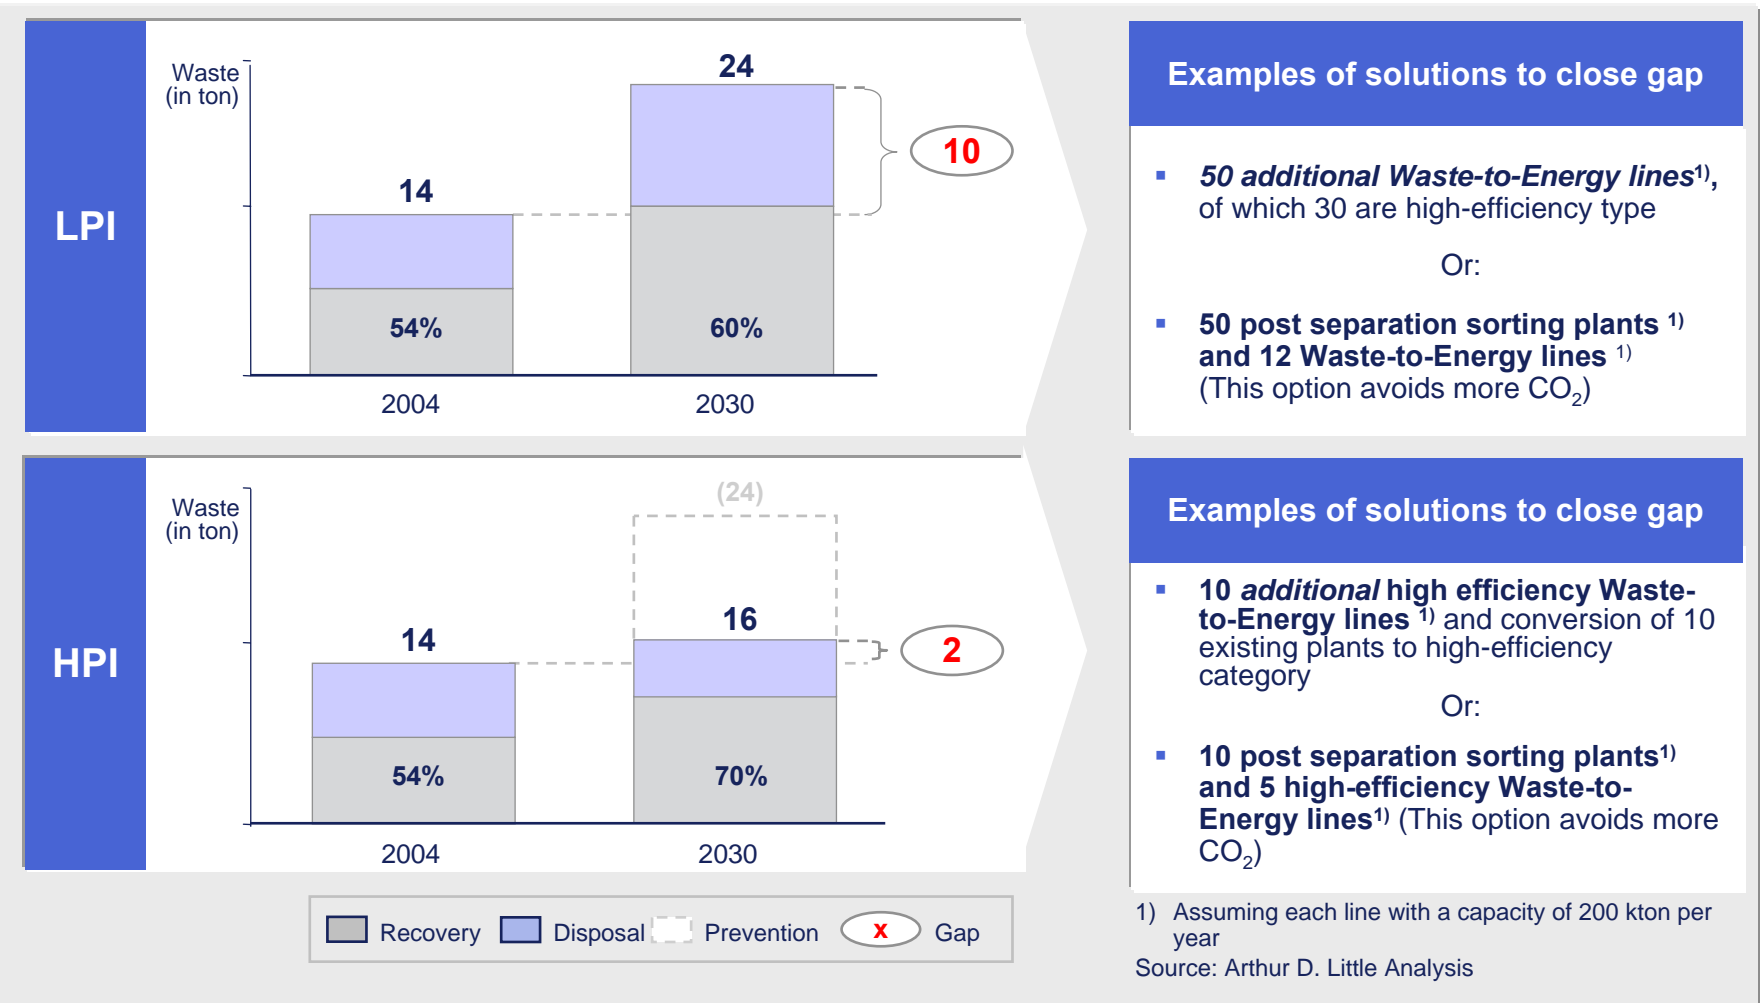 LPI
Waste
(in ton)
14
24
10
54%
60%
2004
2030
Examples of solutions to close gap
▪ 50 additional Waste-to-Energy lines1),
of which 30 are high-efficiency type
Or:
▪ 50 post separation sorting plants 1)
and 12 Waste-to-Energy lines 1)
(This option avoids more CO2)
HPI
Waste
(in ton)
14
(24)
16
2
54%
70%
2004
2030
Examples of solutions to close gap
▪ 10 additional high efficiency Waste-
to-Energy lines 1) and conversion of 10
existing plants to high-efficiency
category
Or:
▪ 10 post separation sorting plants1)
and 5 high-efficiency Waste-to-
Energy lines1) (This option avoids more
CO2)
Recovery
Disposal
Prevention
x
Gap
1) Assuming each line with a capacity of 200 kton per
year
Source: Arthur D. Little Analysis